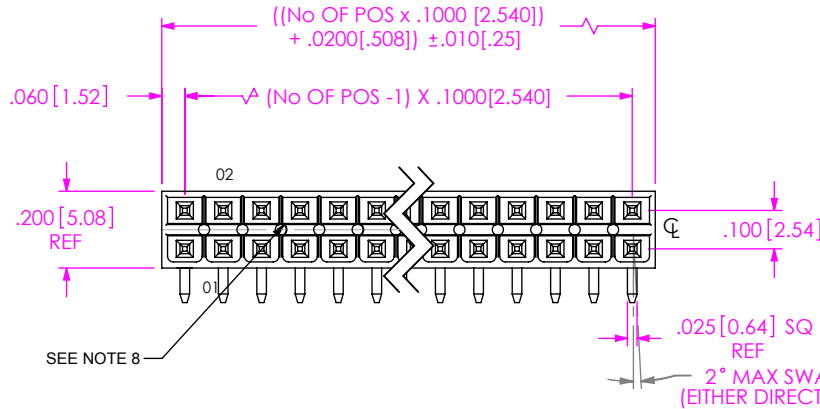 ((No OF POS x .1000 [2.540])
+ .0200[.508]) ±.010[.25]
.060 [1.52]
(No OF POS -1) X .1000[2.540]
02
.200 [5.08]
REF
℄
.100 [2.54]
01
.025 [0.64] SQ
REF
SEE NOTE 8
2° MAX
(EITHER